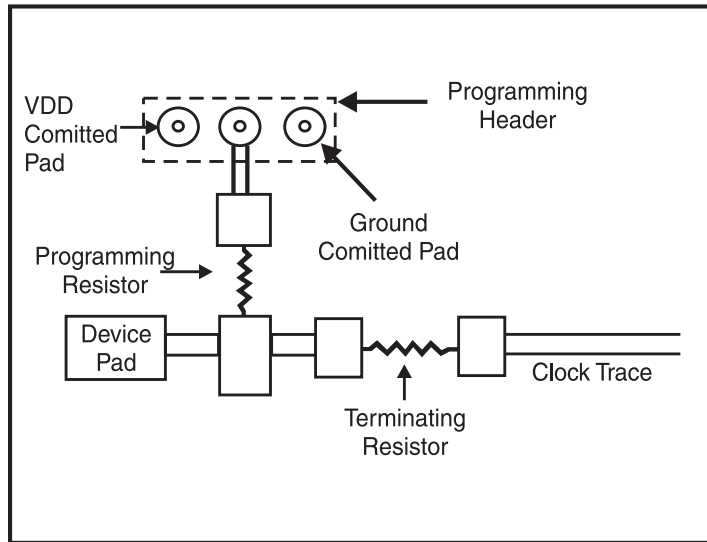 VDD
Comitted
Pad
Programming
Header
Ground
Comitted Pad
Programming
Resistor
Device
Pad
Clock Trace
Terminating
Resistor